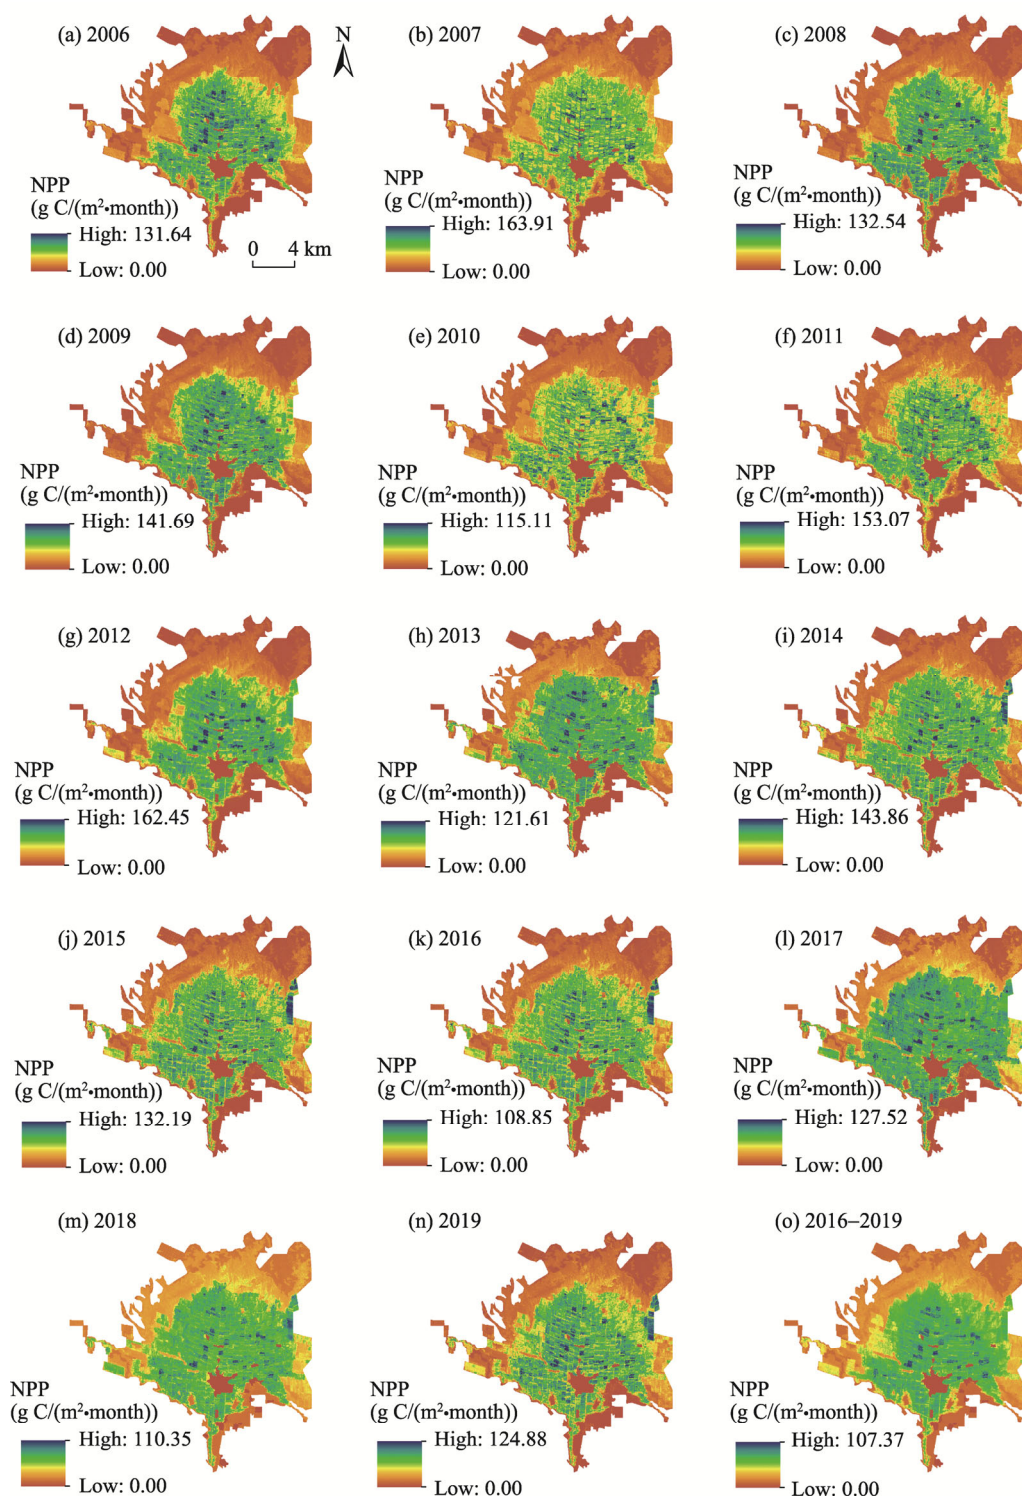 (a) 2006
N
NPP
(g C/(m²•month))
High: 131.64
Low: 0.00
0 4 km
(b) 2007
NPP
(g C/(m²•month))
High: 163.91
Low: 0.00
(c) 2008
NPP
(g C/(m²•month))
High: 132.54
Low: 0.00
(d) 2009
NPP
(g C/(m²•month))
High: 141.69
Low: 0.00
(e) 2010
NPP
(g C/(m²•month))
High: 115.11
Low: 0.00
(f) 2011
NPP
(g C/(m²•month))
High: 153.07
Low: 0.00
(g) 2012
NPP
(g C/(m²•month))
High: 162.45
Low: 0.00
(h) 2013
NPP
(g C/(m²•month))
High: 121.61
Low: 0.00
(i) 2014
NPP
(g C/(m²•month))
High: 143.86
Low: 0.00
(j) 2015
NPP
(g C/(m²•month))
High: 132.19
Low: 0.00
(k) 2016
NPP
(g C/(m²•month))
High: 108.85
Low: 0.00
(l) 2017
NPP
(g C/(m²•month))
High: 127.52
Low: 0.00
(m) 2018
NPP
(g C/(m²•month))
High: 110.35
Low: 0.00
(n) 2019
NPP
(g C/(m²•month))
High: 124.88
Low: 0.00
(o) 2016–2019
NPP
(g C/(m²•month))
High: 107.37
Low: 0.00